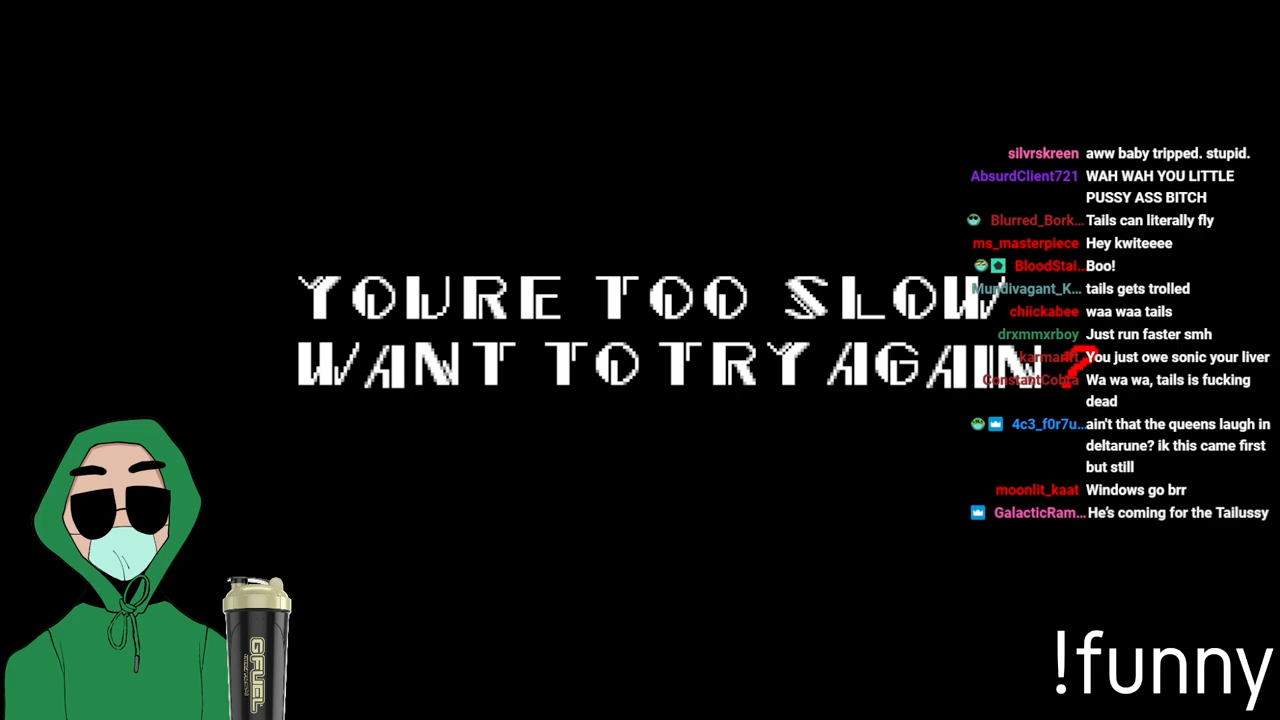 silvrskreen aww baby tripped. stupid.
AbsurdClient721 WAH WAH YOU LITTLE
PUSSY ASS BITCH
Blurred_Bork... Tails can literally fly
ms_masterpiece Hey kwiteeee
BloodStai... Boo!
Mundivagant_K... tails gets trolled
chiickabee waa waa tails
drxmmxrboy Just run faster smh
You just owe sonic your liver
ConstantCobra Wa wa wa, tails is fucking
dead
4c3_f0r7u... ain't that the queens laugh in
deltarune? ik this came first
but still
moonlit_kaat Windows go brr
GalacticRam... He's coming for the Tailussy
YOURE TOO SLOW
WANT TO TRY AGAIN ?
GFUEL
!funny